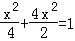 x²/4 + 4x²/2 = 1